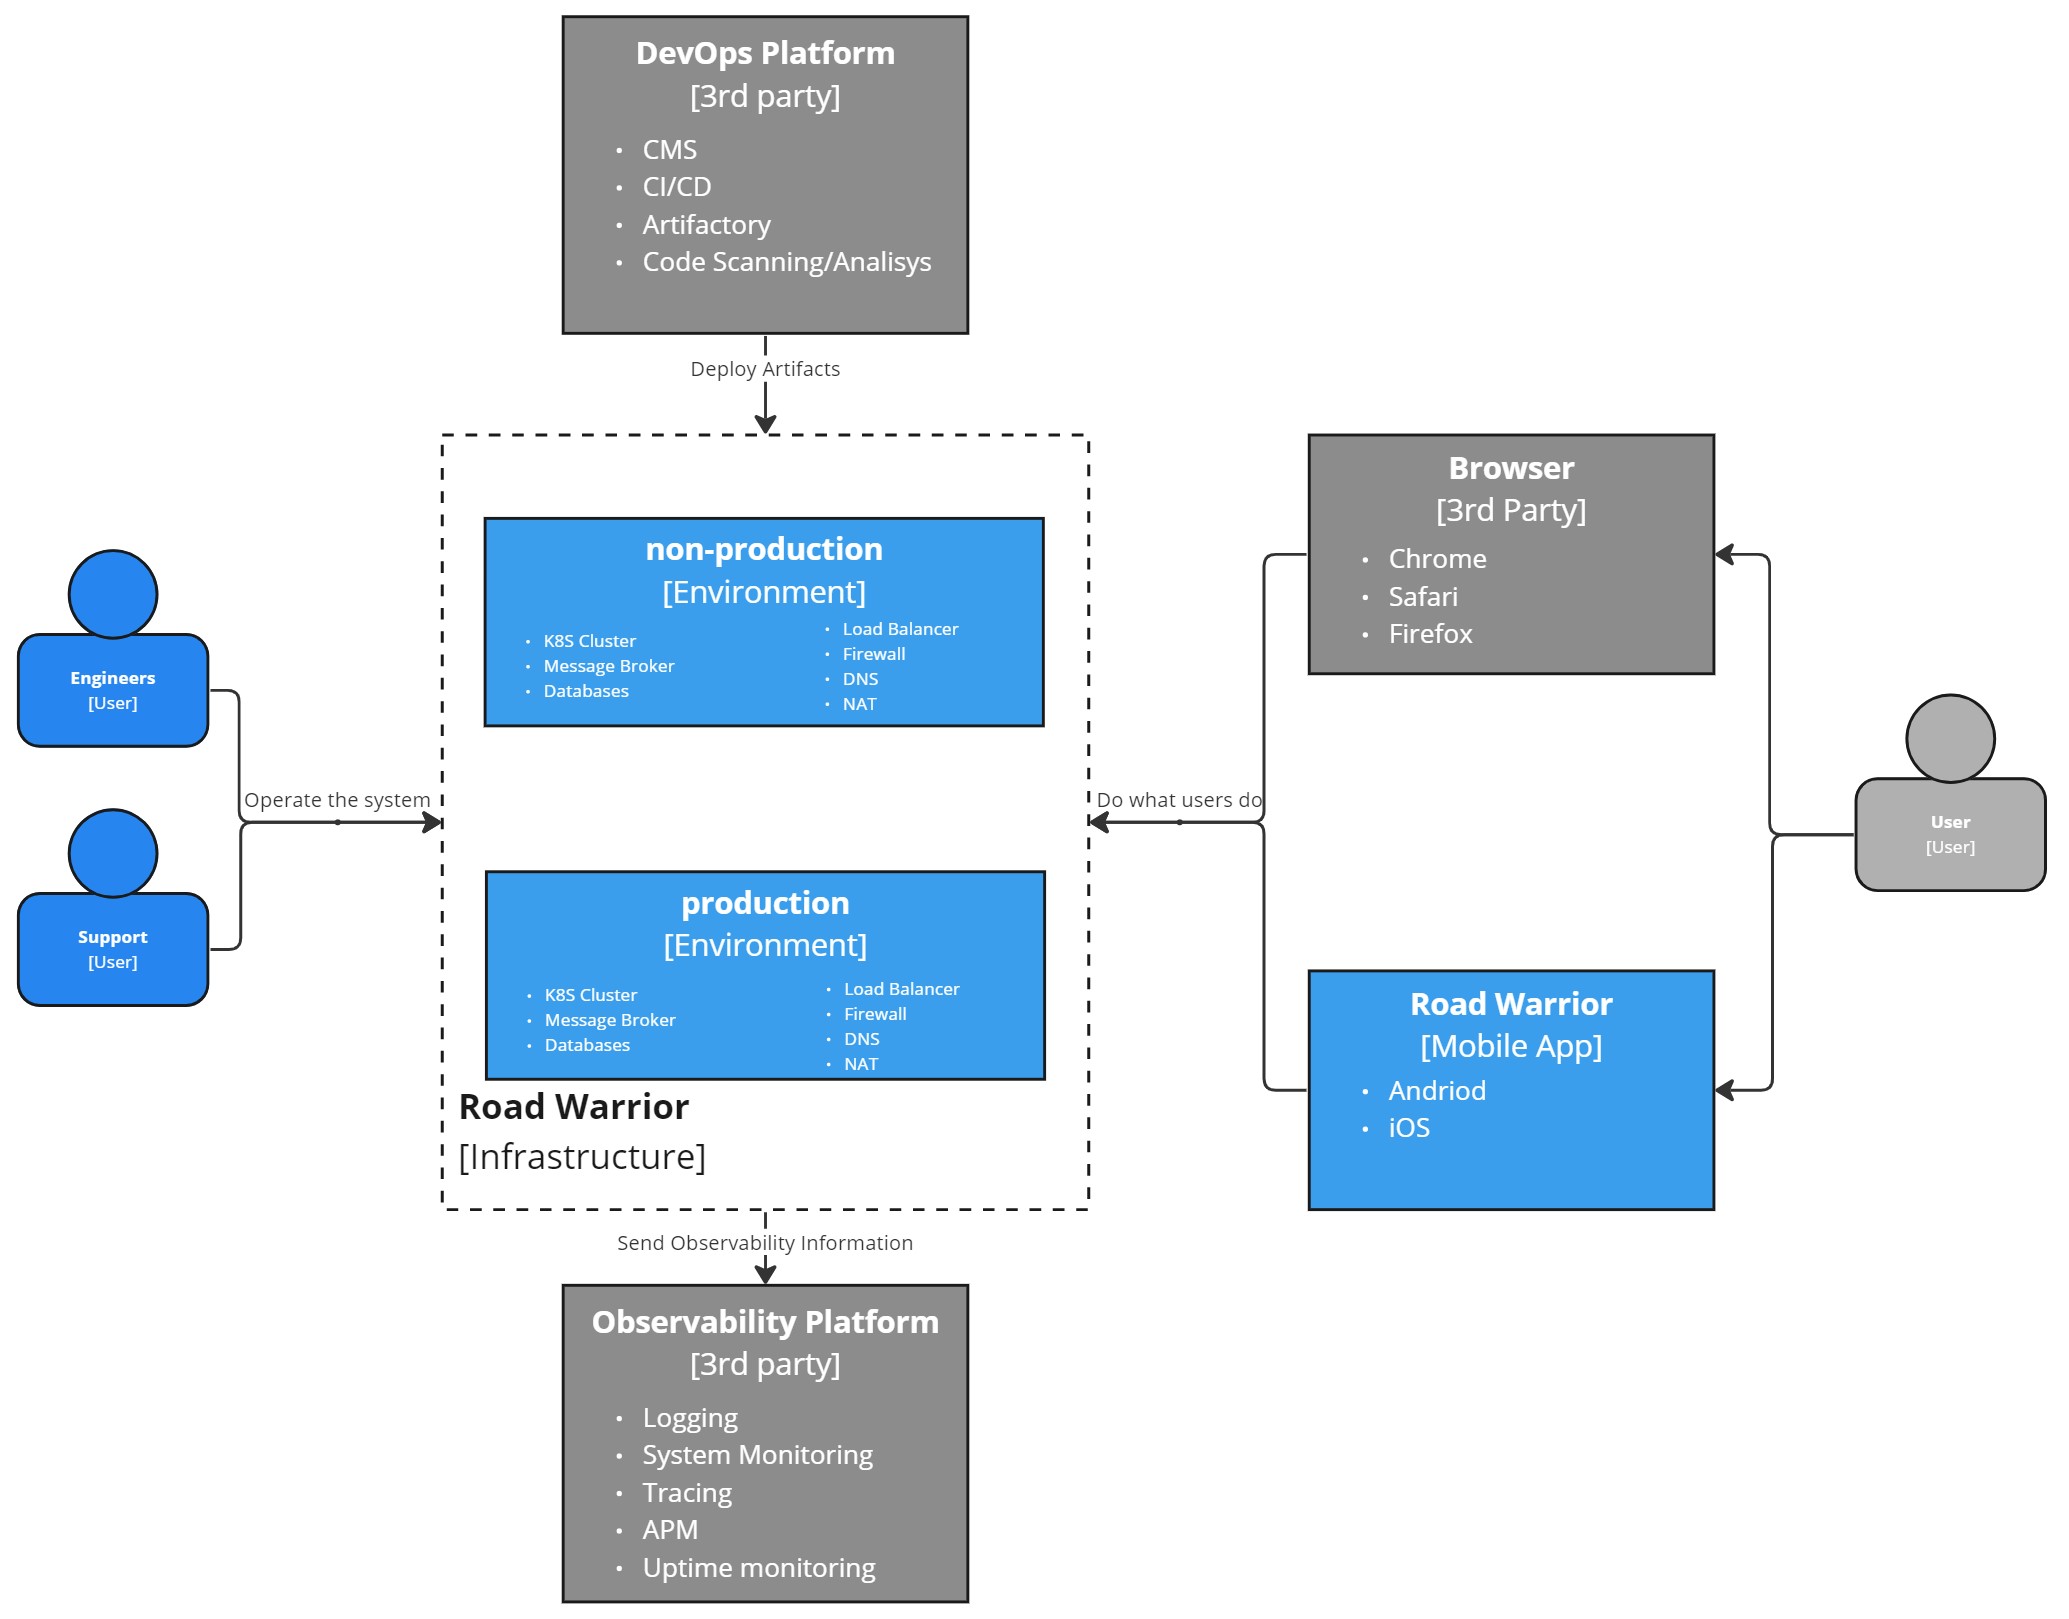 DevOps Platform
[3rd party]
• CMS
• CI/CD
• Artifactory
• Code Scanning/Analisys
Deploy Artifacts
non-production
[Environment]
• K8S Cluster
• Message Broker
• Databases
• Load Balancer
• Firewall
• DNS
• NAT
Engineers
[User]
Support
[User]
Operate the system
production
[Environment]
• K8S Cluster
• Message Broker
• Databases
• Load Balancer
• Firewall
• DNS
• NAT
Road Warrior
[Infrastructure]
Do what users do
Browser
[3rd Party]
• Chrome
• Safari
• Firefox
User
[User]
Road Warrior
[Mobile App]
• Andriod
• iOS
Send Observability Information
Observability Platform
[3rd party]
• Logging
• System Monitoring
• Tracing
• APM
• Uptime monitoring